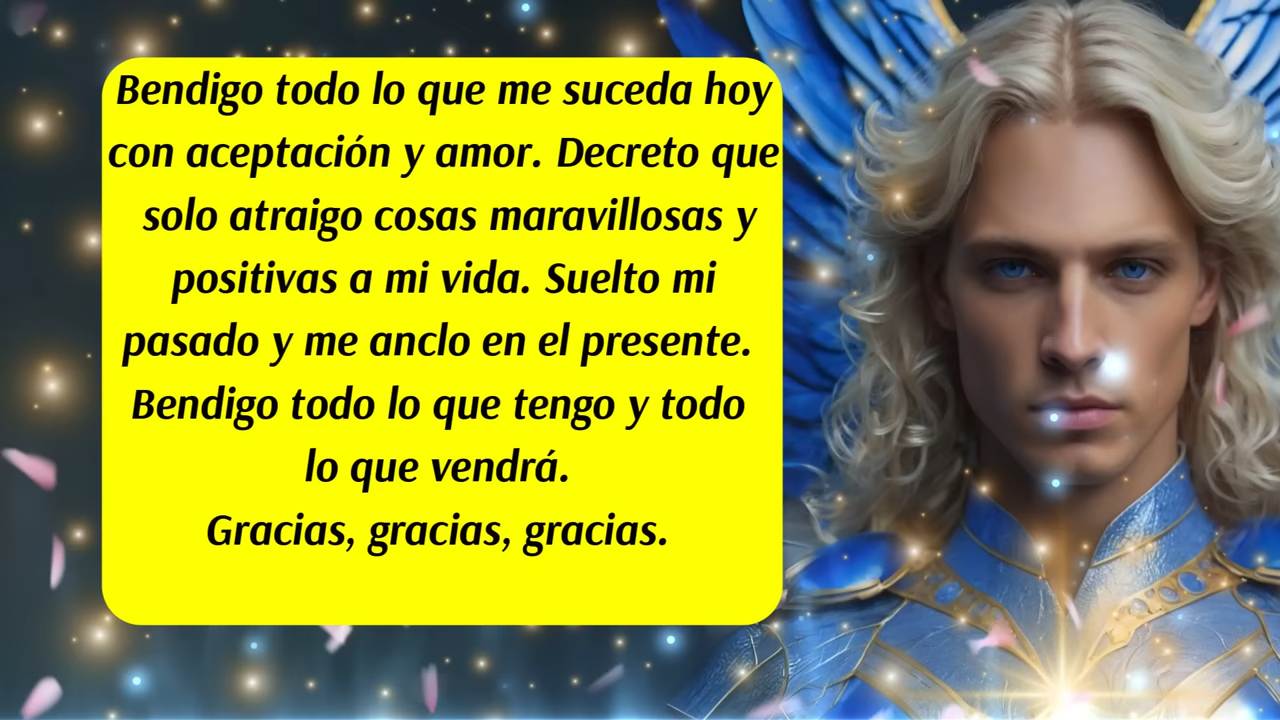 Bendigo todo lo que me suceda hoy
con aceptación y amor. Decreto que
solo atraigo cosas maravillosas y
positivas a mi vida. Suelto mi
pasado y me anclo en el presente.
Bendigo todo lo que tengo y todo
lo que vendrá.
Gracias, gracias, gracias.